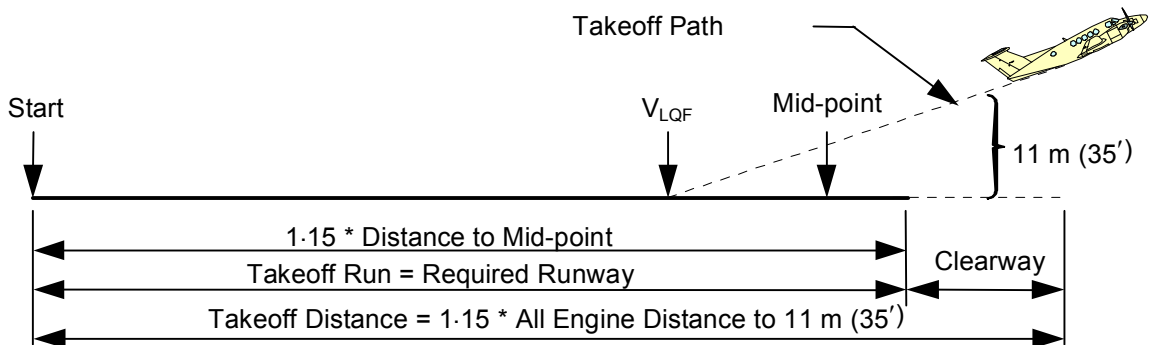 Takeoff Path
Start
V_LQF
Mid-point
11 m (35′)
1·15 * Distance to Mid-point
Takeoff Run = Required Runway
Clearway
Takeoff Distance = 1·15 * All Engine Distance to 11 m (35′)